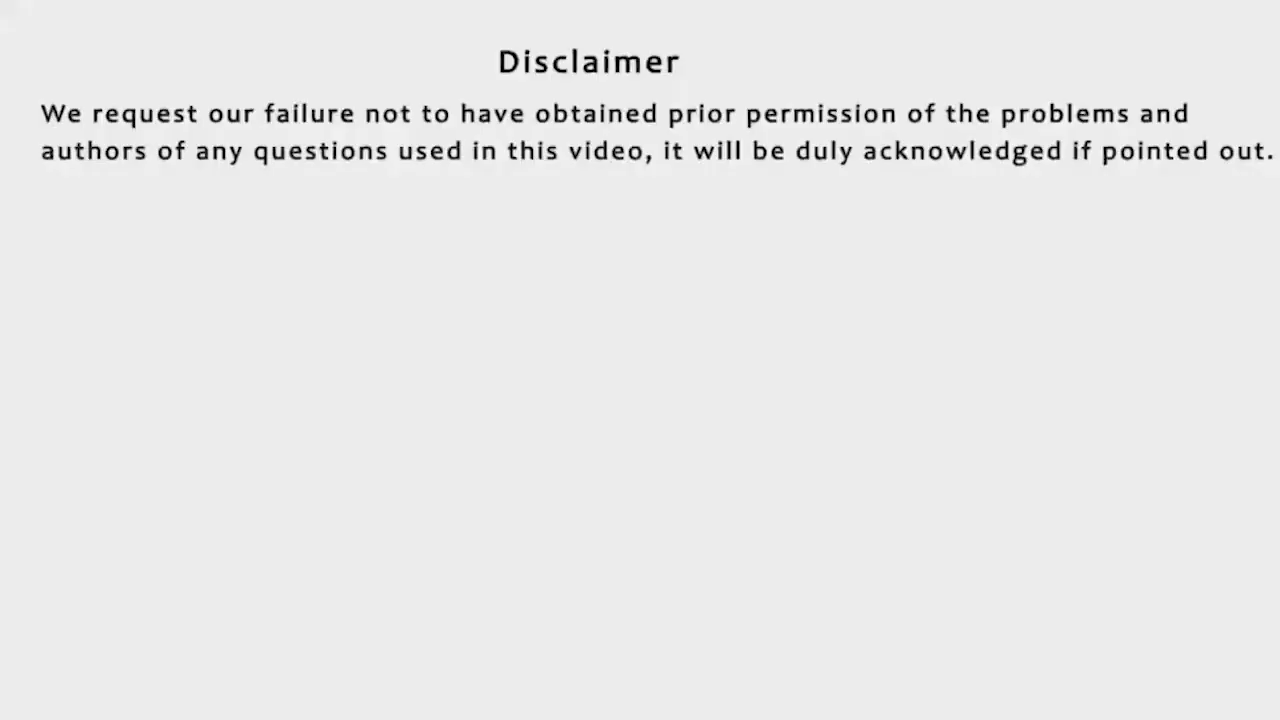 Disclaimer
We request our failure not to have obtained prior permission of the problems and
authors of any questions used in this video, it will be duly acknowledged if pointed out.